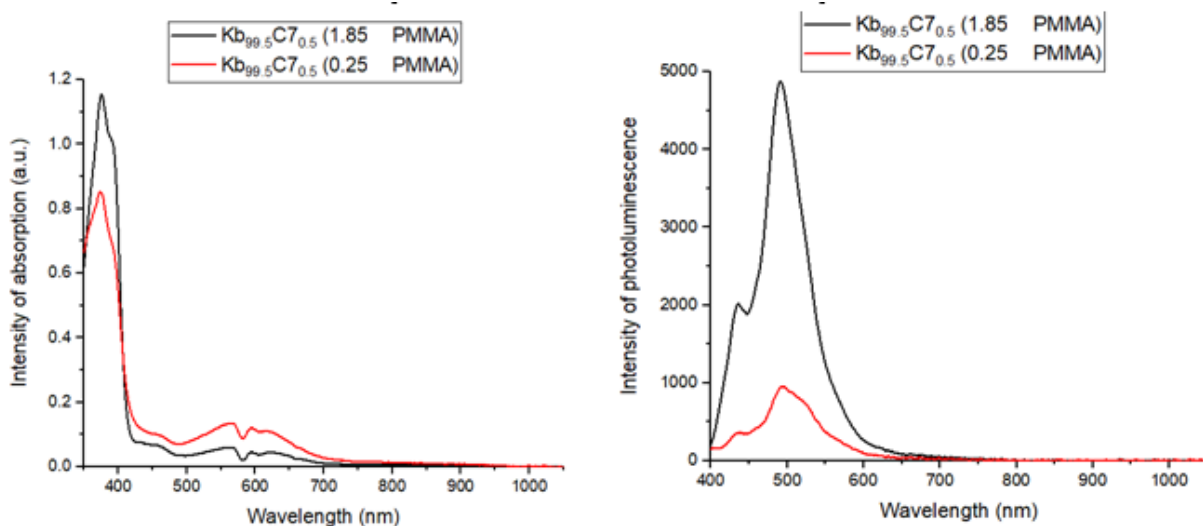 Kb99.5C70.5 (1.85 PMMA)
Kb99.5C70.5 (0.25 PMMA)
1.2
1.0
0.8
0.6
0.4
0.2
0.0
Intensity of absorption (a.u.)
400 500 600 700 800 900 1000
Wavelength (nm)
Kb99.5C70.5 (1.85 PMMA)
Kb99.5C70.5 (0.25 PMMA)
5000
4000
3000
2000
1000
0
Intensity of photoluminescence
400 500 600 700 800 900 1000
Wavelength (nm)